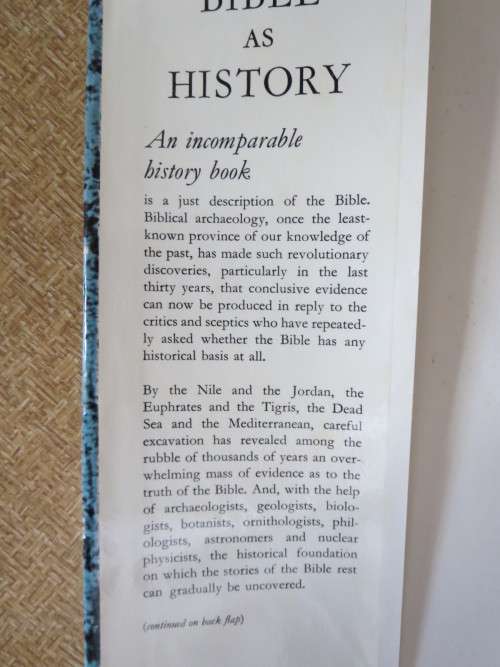 BIBLE
AS
HISTORY
An incomparable
history book
is a just description of the Bible.
Biblical archaeology, once the least-
known province of our knowledge of
the past, has made such revolutionary
discoveries, particularly in the last
thirty years, that conclusive evidence
can now be produced in reply to the
critics and sceptics who have repeated-
ly asked whether the Bible has any
historical basis at all.
By the Nile and the Jordan, the
Euphrates and the Tigris, the Dead
Sea and the Mediterranean, careful
excavation has revealed among the
rubble of thousands of years an over-
whelming mass of evidence as to the
truth of the Bible. And, with the help
of archaeologists, geologists, biolo-
gists, botanists, ornithologists, phil-
ologists, astronomers and nuclear
physicists, the historical foundation
on which the stories of the Bible rest
can gradually be uncovered.
(continued on back flap)